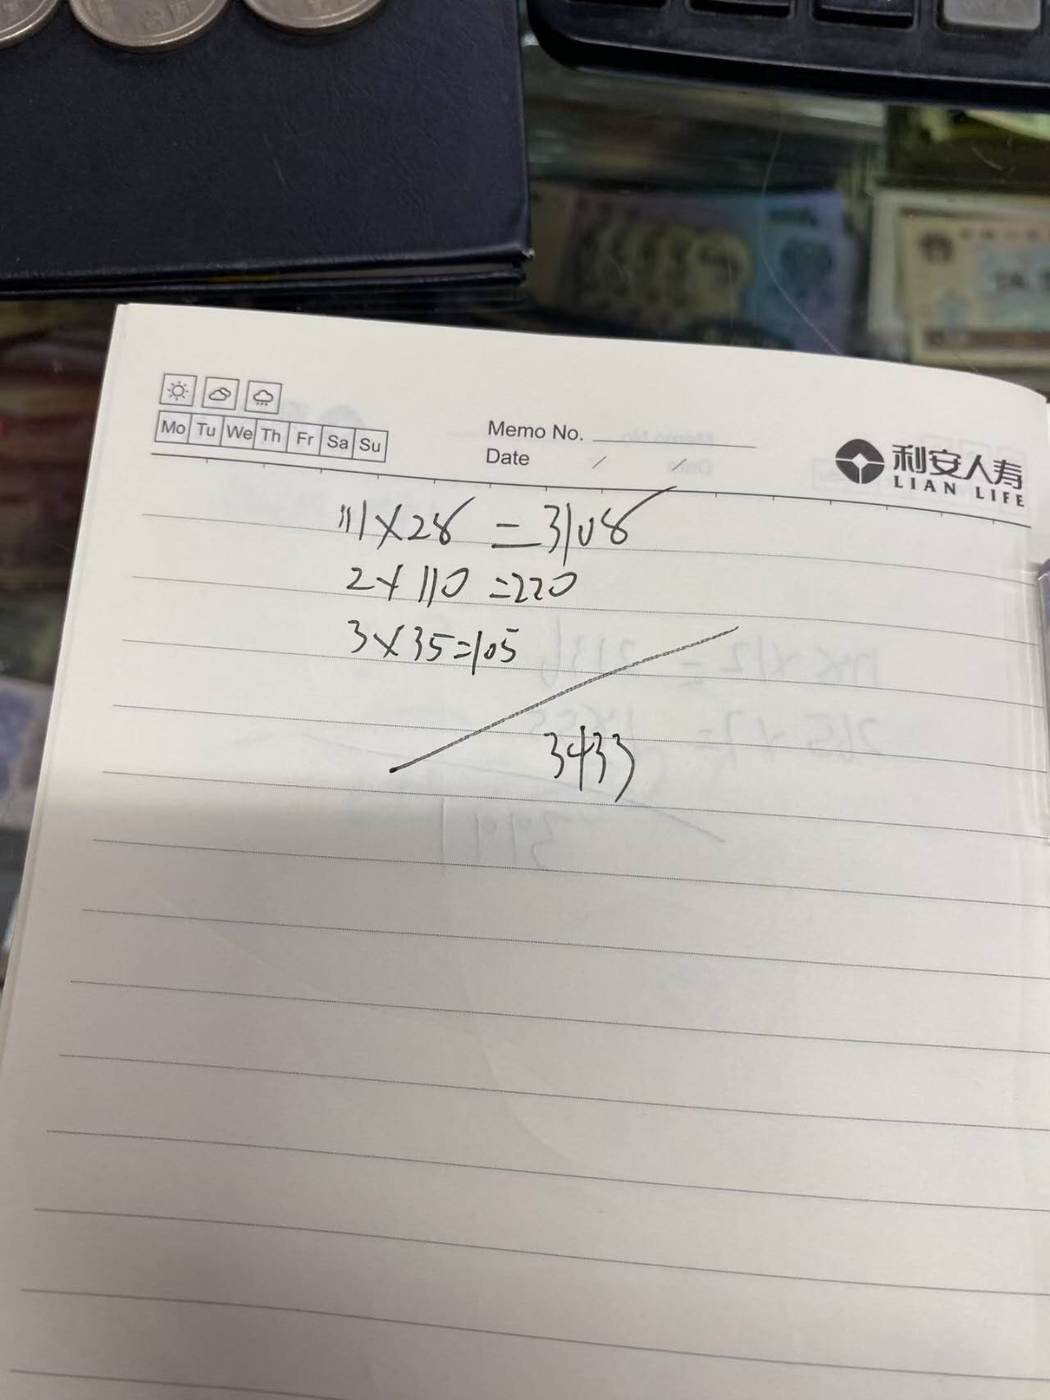 Mo Tu We Th Fr Sa Su
Memo No.
Date / /
利安人寿
LIAN LIFE
111×28=3108
2×110=220
3×35=105
3433